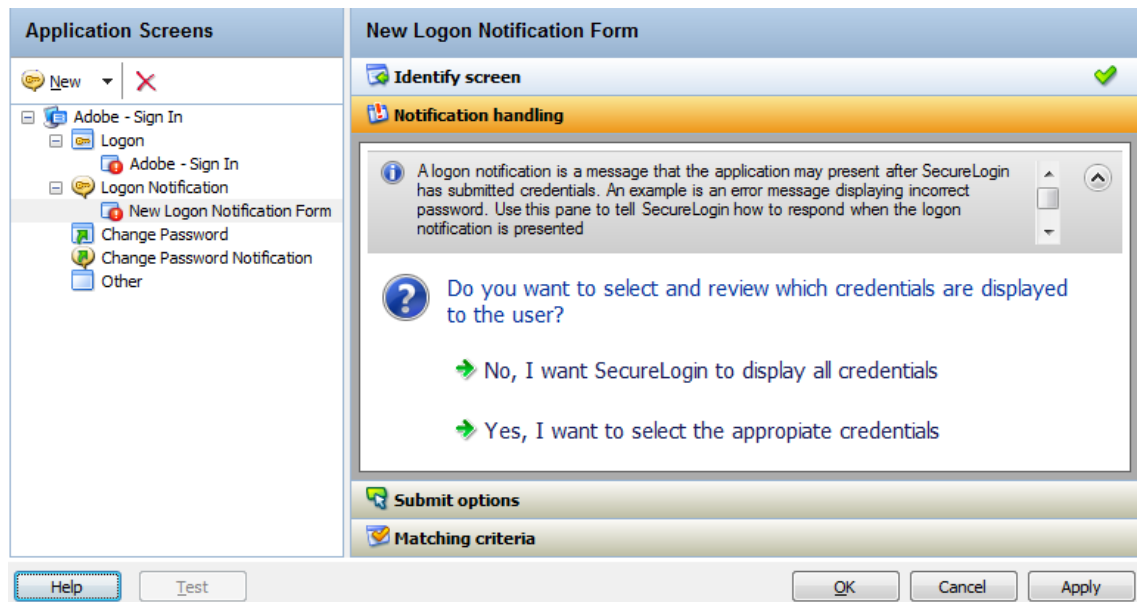 Application Screens
New
Adobe - Sign In
Logon
Adobe - Sign In
Logon Notification
New Logon Notification Form
Change Password
Change Password Notification
Other
New Logon Notification Form
Identify screen
Notification handling
A logon notification is a message that the application may present after SecureLogin
has submitted credentials. An example is an error message displaying incorrect
password. Use this pane to tell SecureLogin how to respond when the logon
notification is presented
Do you want to select and review which credentials are displayed
to the user?
No, I want SecureLogin to display all credentials
Yes, I want to select the appropiate credentials
Submit options
Matching criteria
Help
Test
OK
Cancel
Apply